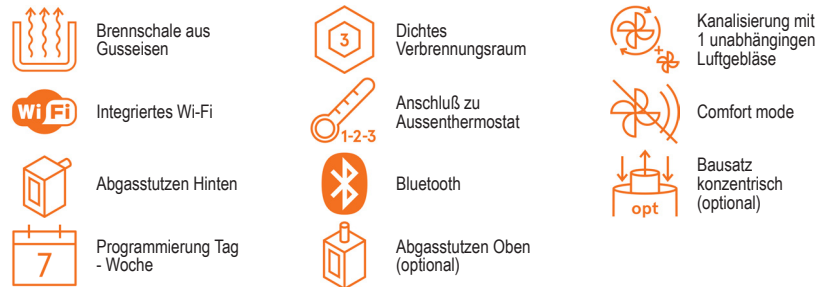 Brennschale aus
Gusseisen
3
Dichtes
Verbrennungsraum
Kanalisierung mit
1 unabhängingen
Luftgebläse
Wi Fi
Integriertes Wi-Fi
1-2-3
Anschluß zu
Aussenthermostat
Comfort mode
Abgasstutzen Hinten
Bluetooth
opt
Bausatz
konzentrisch
(optional)
7
Programmierung Tag
- Woche
Abgasstutzen Oben
(optional)